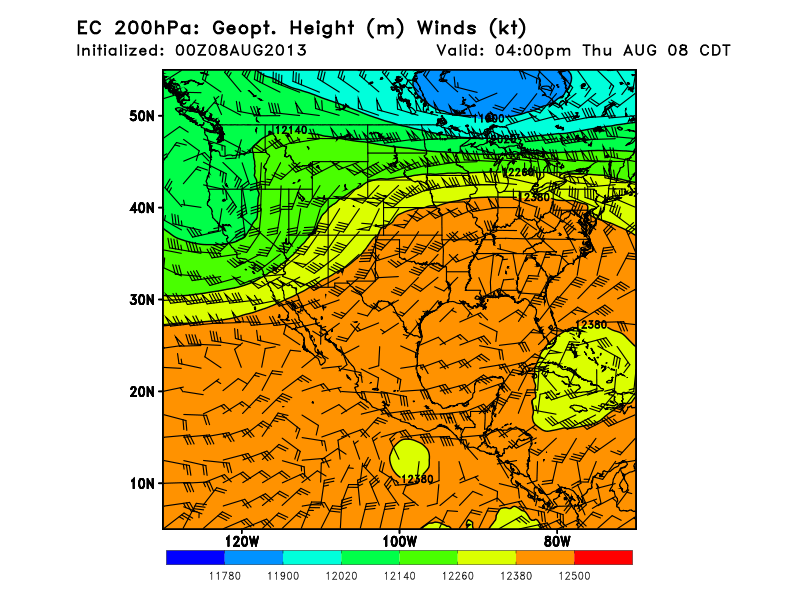 EC 200hPa: Geopt. Height (m) Winds (kt)
Initialized: 00Z08AUG2013 Valid: 04:00pm Thu AUG 08 CDT
50N
12140
12260
40N
12380
30N
12380
20N
10N
12380
120W 100W 80W
11780 11900 12020 12140 12260 12380 12500